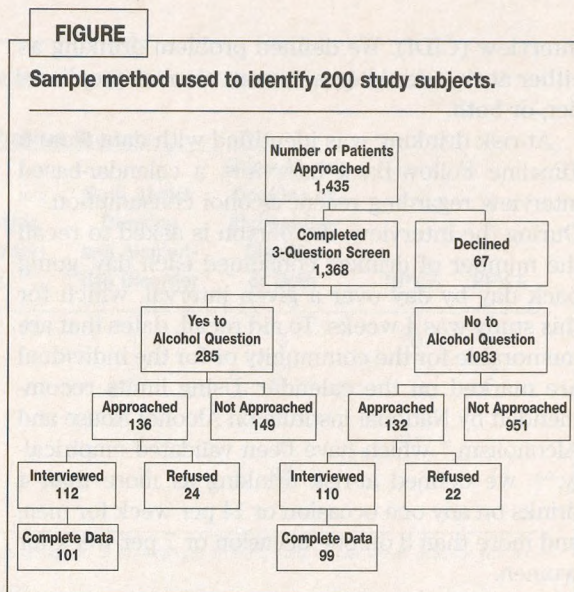 FIGURE
Sample method used to identify 200 study subjects.
Number of Patients
Approached
1,435
Completed
3-Question Screen
1,368
Declined
67
Yes to
Alcohol Question
285
No to
Alcohol Question
1083
Approached
136
Not Approached
149
Approached
132
Not Approached
951
Interviewed
112
Refused
24
Interviewed
110
Refused
22
Complete Data
101
Complete Data
99